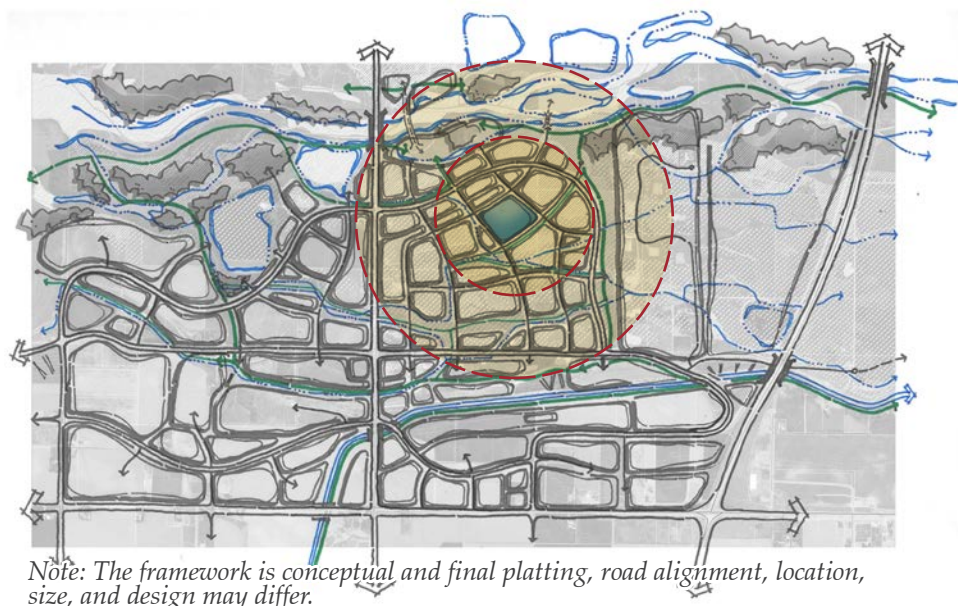 Note: The framework is conceptual and final platting, road alignment, location,
size, and design may differ.